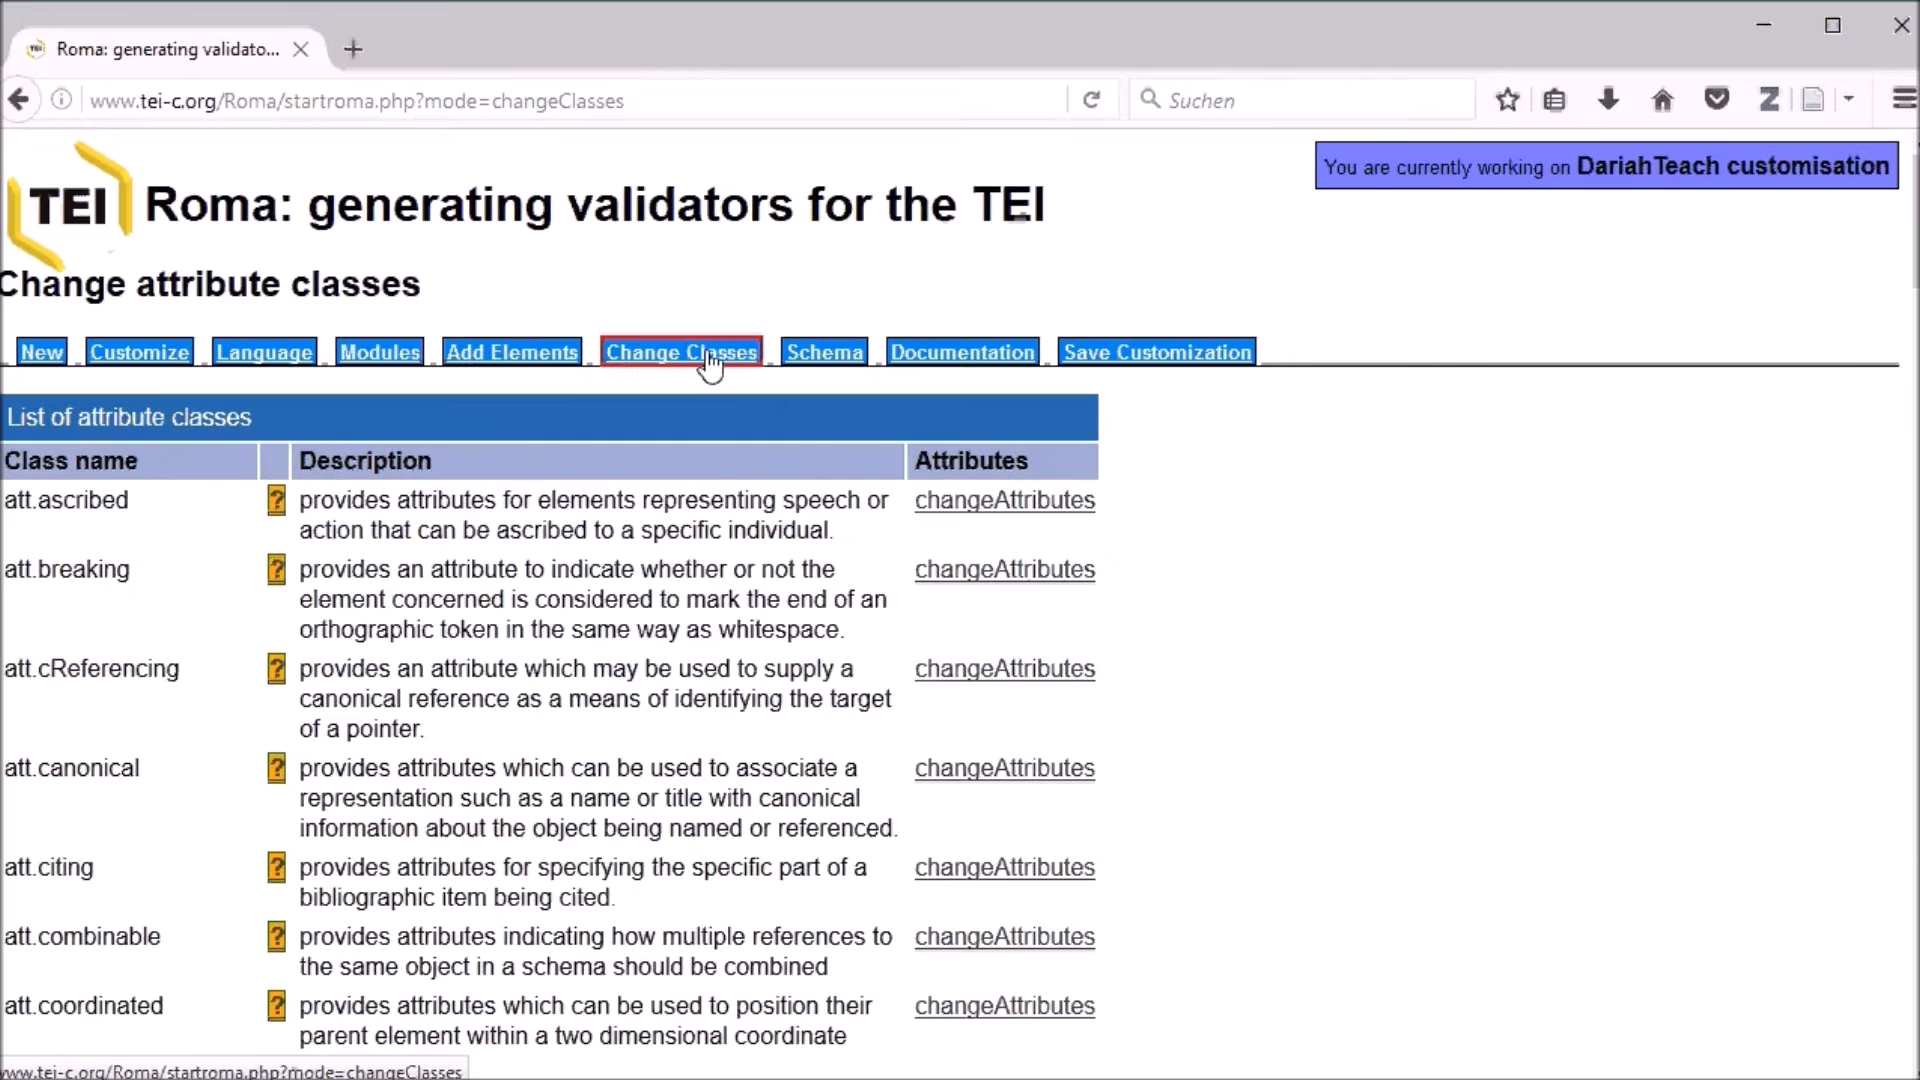 Roma: generating validato...
www.tei-c.org/Roma/startroma.php?mode=changeClasses
Suchen
You are currently working on DariahTeach customisation
TEI
Roma: generating validators for the TEI
Change attribute classes
New Customize Language Modules Add Elements Change Classes Schema Documentation Save Customization
List of attribute classes
Class name Description Attributes
att.ascribed ? provides attributes for elements representing speech or changeAttributes
action that can be ascribed to a specific individual.
att.breaking ? provides an attribute to indicate whether or not the changeAttributes
element concerned is considered to mark the end of an
orthographic token in the same way as whitespace.
att.cReferencing ? provides an attribute which may be used to supply a changeAttributes
canonical reference as a means of identifying the target
of a pointer.
att.canonical ? provides attributes which can be used to associate a changeAttributes
representation such as a name or title with canonical
information about the object being named or referenced.
att.citing ? provides attributes for specifying the specific part of a changeAttributes
bibliographic item being cited.
att.combinable ? provides attributes indicating how multiple references to changeAttributes
the same object in a schema should be combined
att.coordinated ? provides attributes which can be used to position their changeAttributes
parent element within a two dimensional coordinate
www.tei-c.org/Roma/startroma.php?mode=changeClasses